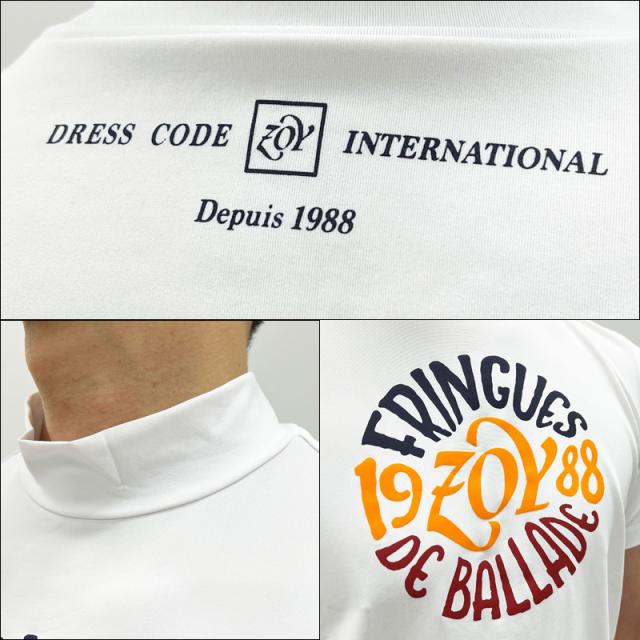 DRESS CODE ZOY INTERNATIONAL
Depuis 1988
FRINGUES
19 ZOY 88
DE BALLADE